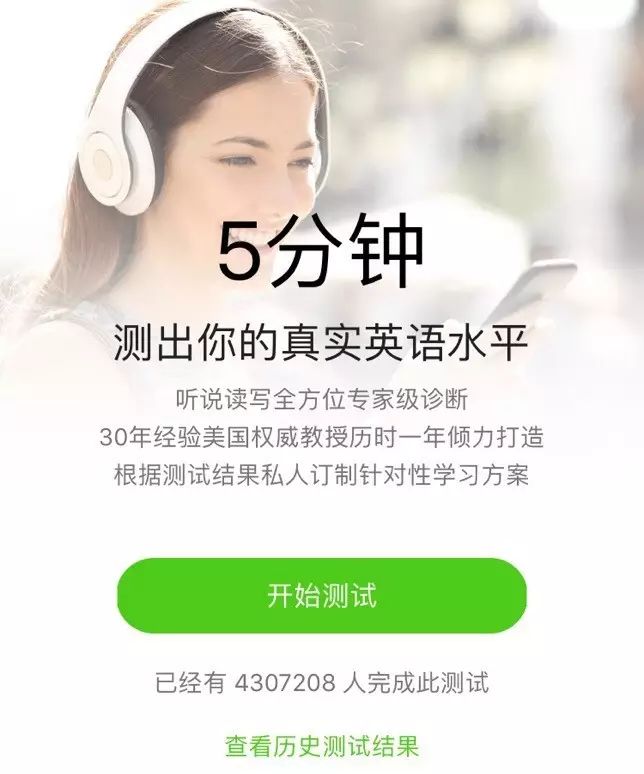 5分钟
测出你的真实英语水平
听说读写全方位专家级诊断
30年经验美国权威教授历时一年倾力打造
根据测试结果私人订制针对性学习方案
开始测试
已经有 4307208 人完成此测试
查看历史测试结果